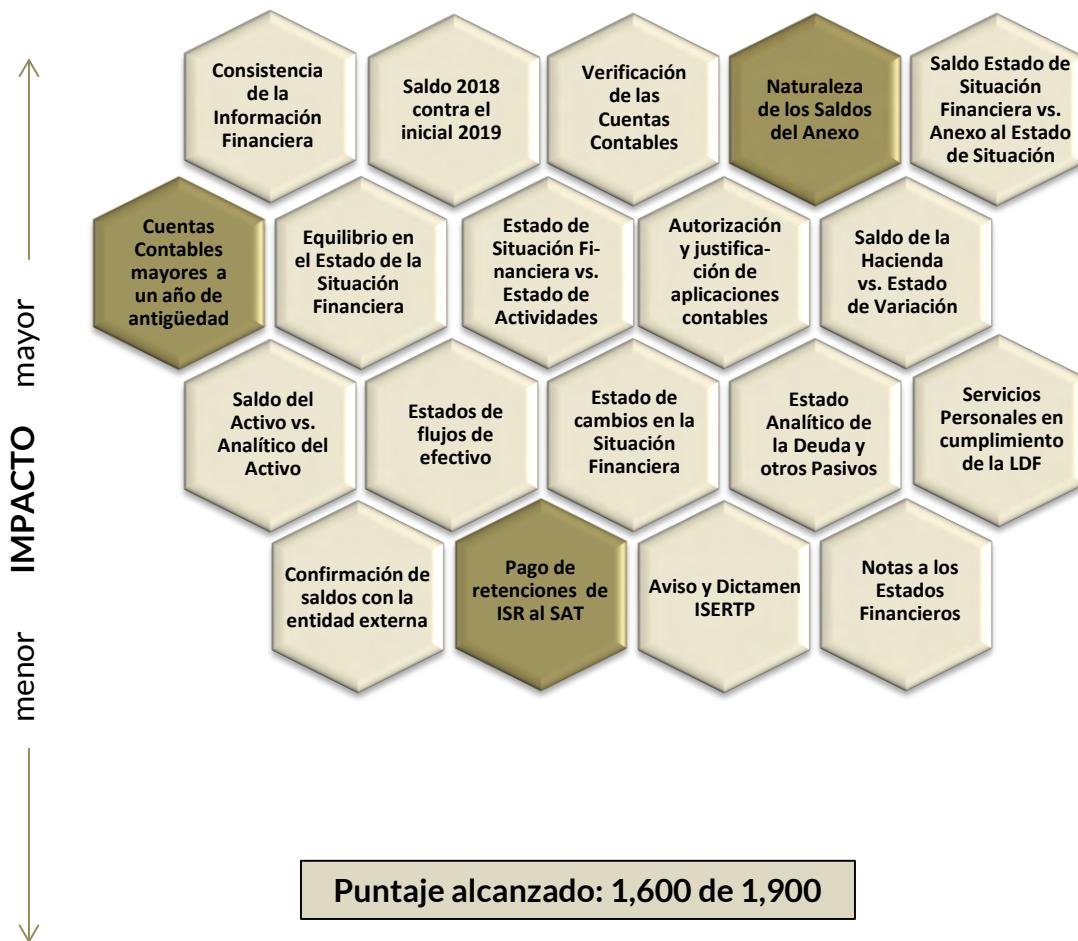 Consistencia
de la
Información
Financiera
Saldo 2018
contra el
inicial 2019
Verificación
de las
Cuentas
Contables
Naturaleza
de los Saldos
del Anexo
Saldo Estado de
Situación
Financiera vs.
Anexo al Estado
de Situación
Cuentas
Contables
mayores a
un año de
antigüedad
Equilibrio en
el Estado de la
Situación
Financiera
Estado de
Situación Fi-
nanciera vs.
Estado de
Actividades
Autorización
y justifica-
ción de
aplicaciones
contables
Saldo de la
Hacienda
vs. Estado
de Variación
Saldo del
Activo vs.
Analítico del
Activo
Estados de
flujos de
efectivo
Estado de
cambios en la
Situación
Financiera
Estado
Analítico de
la Deuda y
otros Pasivos
Servicios
Personales en
cumplimiento
de la LDF
Confirmación de
saldos con la
entidad externa
Pago de
retenciones de
ISR al SAT
Aviso y Dictamen
ISERTP
Notas a los
Estados
Financieros
menor IMPACTO mayor
Puntaje alcanzado: 1,600 de 1,900